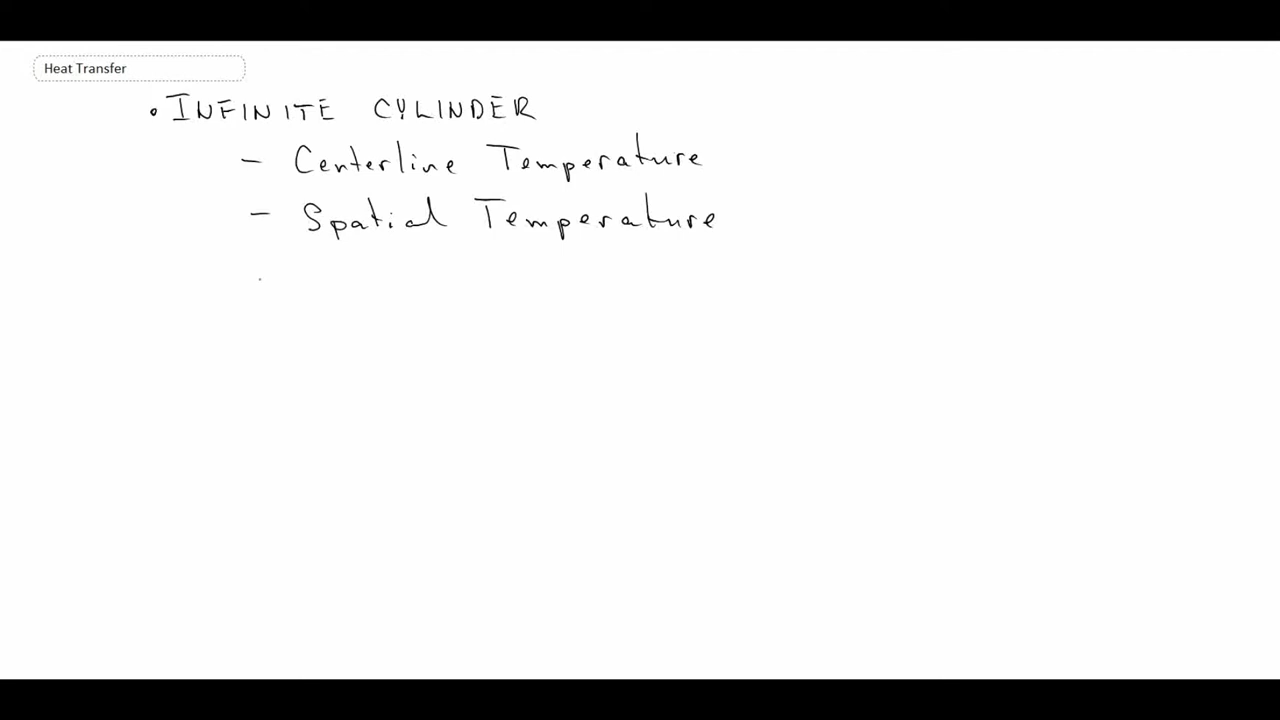 Heat Transfer
• INFINITE CYLINDER
- Centerline Temperature
- Spatial Temperature